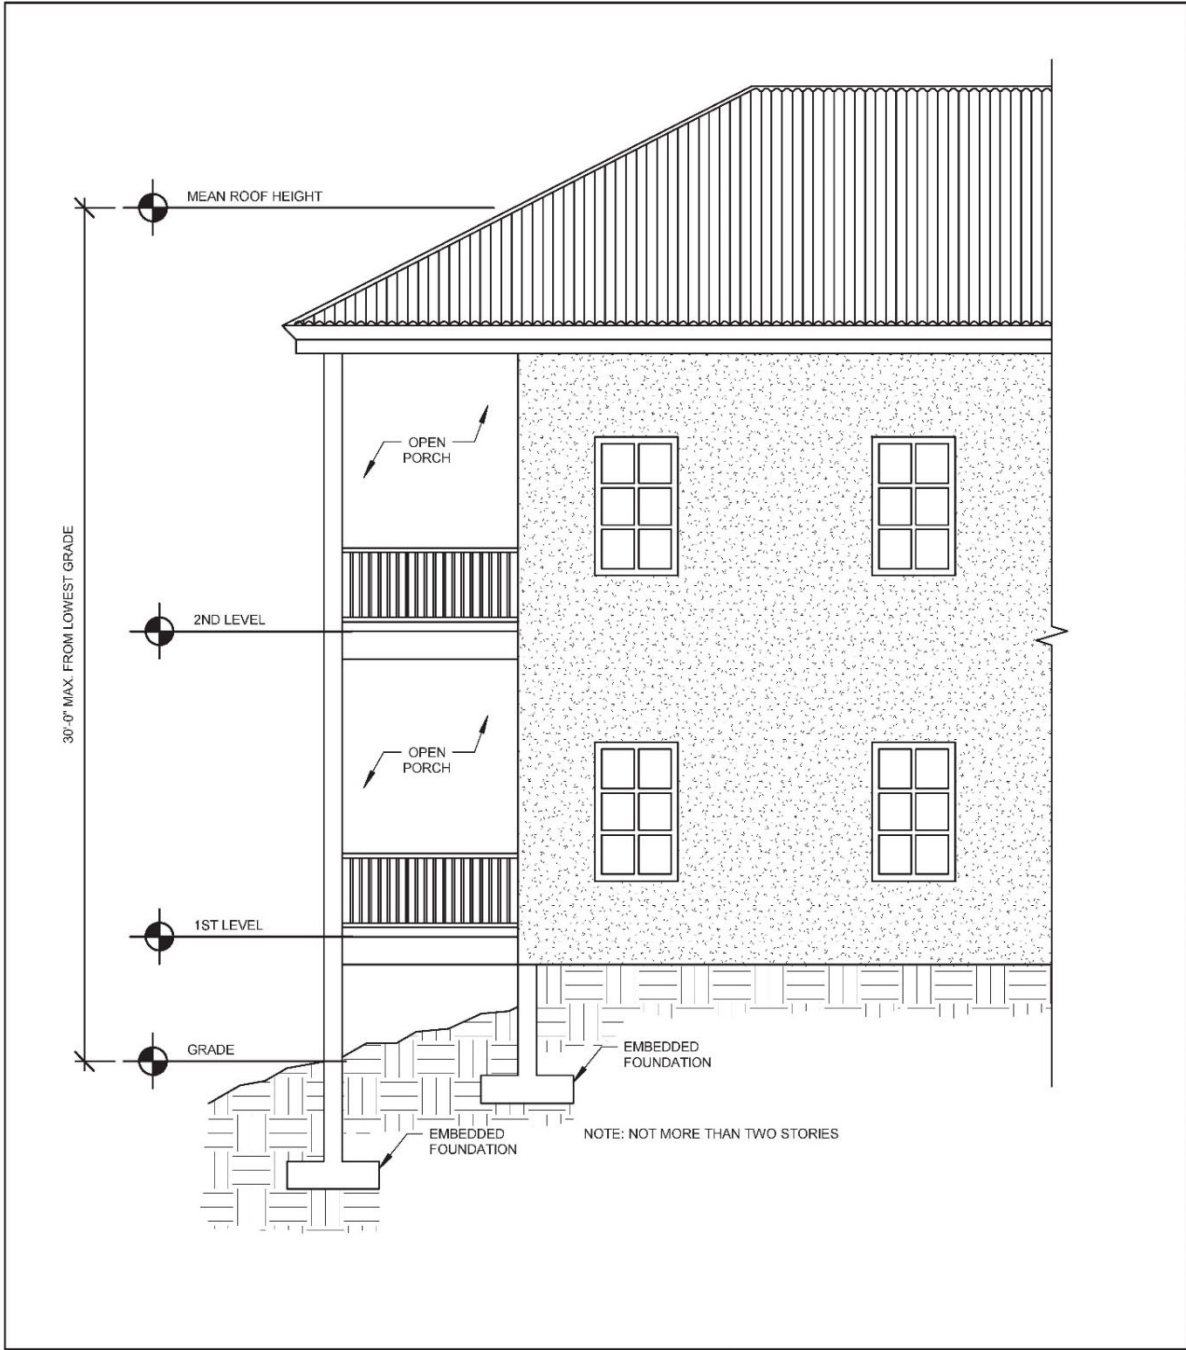 MEAN ROOF HEIGHT
OPEN
PORCH
30'-0" MAX. FROM LOWEST GRADE
2ND LEVEL
OPEN
PORCH
1ST LEVEL
GRADE
EMBEDDED
FOUNDATION
EMBEDDED
FOUNDATION
NOTE: NOT MORE THAN TWO STORIES